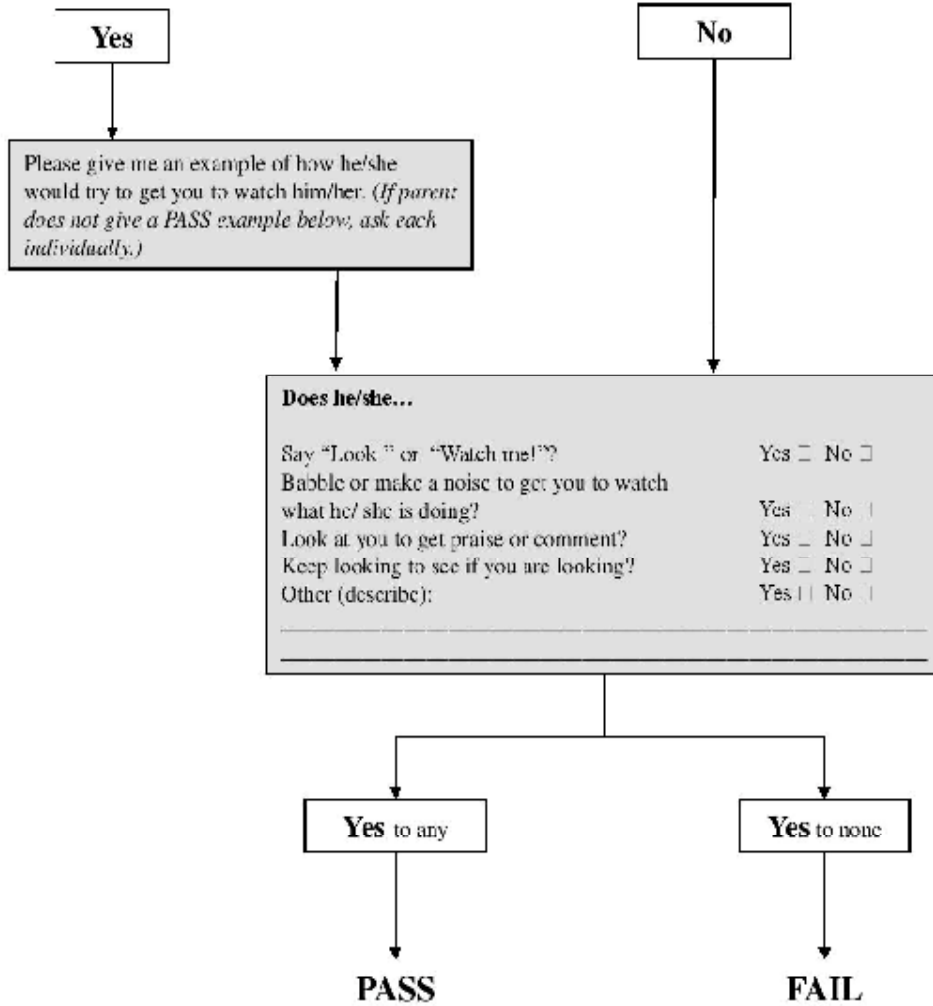 Yes
No
Please give me an example of how he/she
would try to get you to watch him/her. (If parent
does not give a PASS example below, ask each
individually.)
Does he/she...
Say “Look ” or “Watch me!”? Yes □ No □
Babble or make a noise to get you to watch
what he/ she is doing? Yes □ No □
Look at you to get praise or comment? Yes □ No □
Keep looking to see if you are looking? Yes □ No □
Other (describe): Yes □ No □
Yes to any
Yes to none
PASS
FAIL